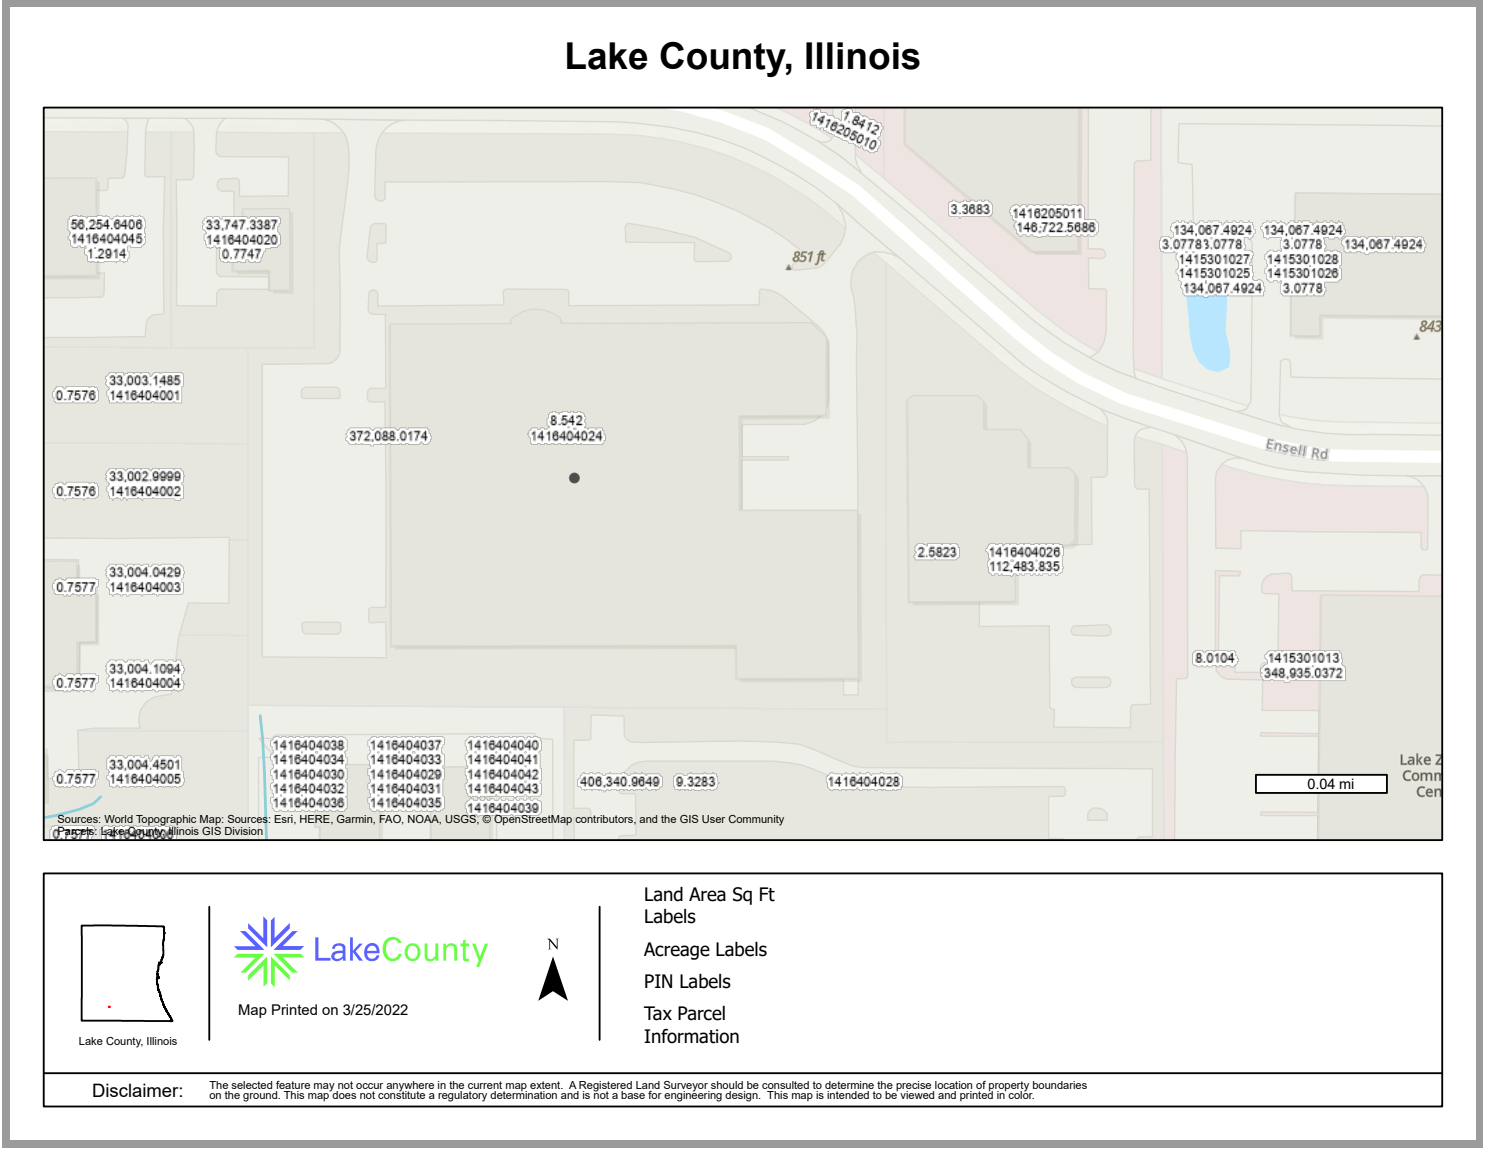 Lake County, Illinois
1.8412
1416205010
56,254.6406
1416404045
1.2914
33,747.3387
1416404020
0.7747
851 ft
3.3683
1416205011
146,722.5686
134,067.4924
3.0778 3.0778
1415301027
1415301025
134,067.4924
134,067.4924
3.0778
1415301028
1415301026
3.0778
134,067.4924
843
33,003.1485
0.7576 1416404001
8.542
372,088.0174 1416404024
Ensell Rd
33,002.9999
0.7576 1416404002
33,004.0429
0.7577 1416404003
2.5823
1416404026
112,483.835
33,004.1094
0.7577 1416404004
8.0104
1415301013
348,935.0372
33,004.4501
0.7577 1416404005
1416404038 1416404037 1416404040
1416404034 1416404033 1416404041
1416404030 1416404029 1416404042
1416404032 1416404031 1416404043
1416404036 1416404035 1416404039
406,340.9649 9.3283 1416404028
Lake Z
Comm
Cen
0.04 mi
Sources: World Topographic Map: Sources: Esri, HERE, Garmin, FAO, NOAA, USGS, © OpenStreetMap contributors, and the GIS User Community
Parcels: Lake County, Illinois GIS Division
Lake County, Illinois
LakeCounty
Map Printed on 3/25/2022
N
Land Area Sq Ft
Labels
Acreage Labels
PIN Labels
Tax Parcel
Information
Disclaimer:
The selected feature may not occur anywhere in the current map extent. A Registered Land Surveyor should be consulted to determine the precise location of property boundaries
on the ground. This map does not constitute a regulatory determination and is not a base for engineering design. This map is intended to be viewed and printed in color.